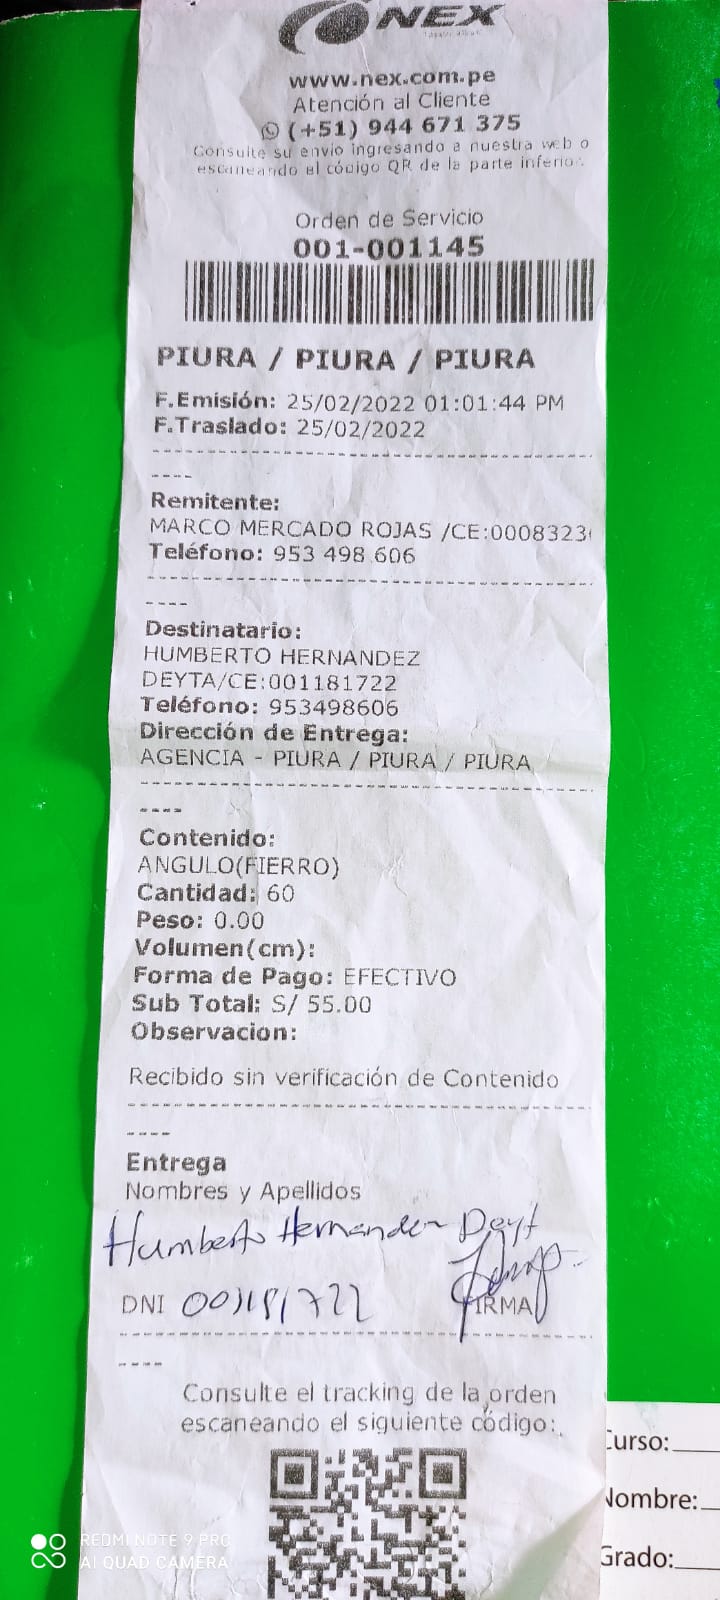 NEX
www.nex.com.pe
Atención al Cliente
(+51) 944 671 375
Consulte su envio ingresando a nuestra web o
escaneando el código QR de la parte inferior.
Orden de Servicio
001-001145
PIURA / PIURA / PIURA
F.Emisión: 25/02/2022 01:01:44 PM
F.Traslado: 25/02/2022
----
Remitente:
MARCO MERCADO ROJAS /CE:0008323
Teléfono: 953 498 606
----
Destinatario:
HUMBERTO HERNANDEZ
DEYTA/CE:001181722
Teléfono: 953498606
Dirección de Entrega:
AGENCIA - PIURA / PIURA / PIURA
----
Contenido:
ANGULO(FIERRO)
Cantidad: 60
Peso: 0.00
Volumen(cm):
Forma de Pago: EFECTIVO
Sub Total: S/ 55.00
Observacion:
Recibido sin verificación de Contenido
----
Entrega
Nombres y Apellidos
Humberto Hernandez Deyt
DNI 001181722 FIRMA
----
Consulte el tracking de la orden
escaneando el siguiente código:
Curso:
Nombre:
Grado:
REDMI NOTE 9 PRO
AI QUAD CAMERA